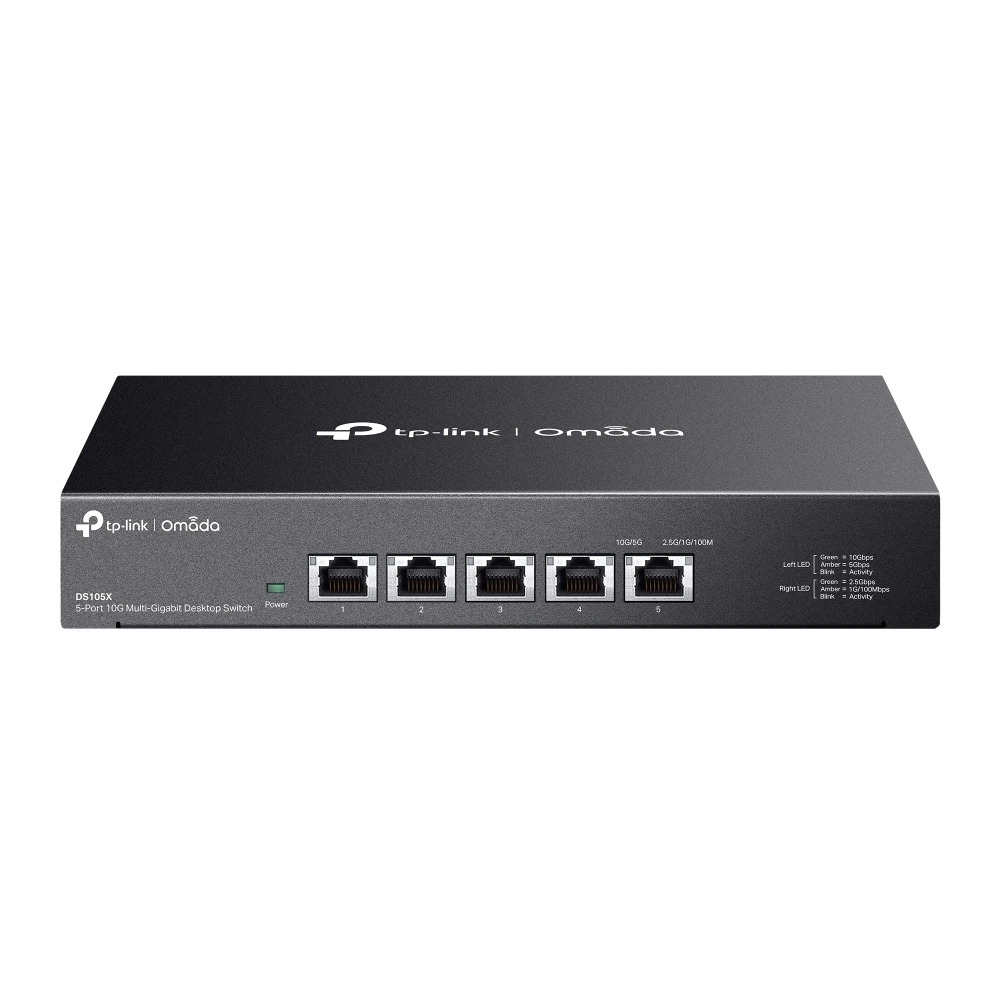 tp-link | Omada
tp-link | Omada
10G/5G 2.5G/1G/100M
DS105X
5-Port 10G Multi-Gigabit Desktop Switch
Power
1 2 3 4 5
Left LED
Green = 10Gbps
Amber = 5Gbps
Blink = Activity
Right LED
Green = 2.5Gbps
Amber = 1G/100Mbps
Blink = Activity